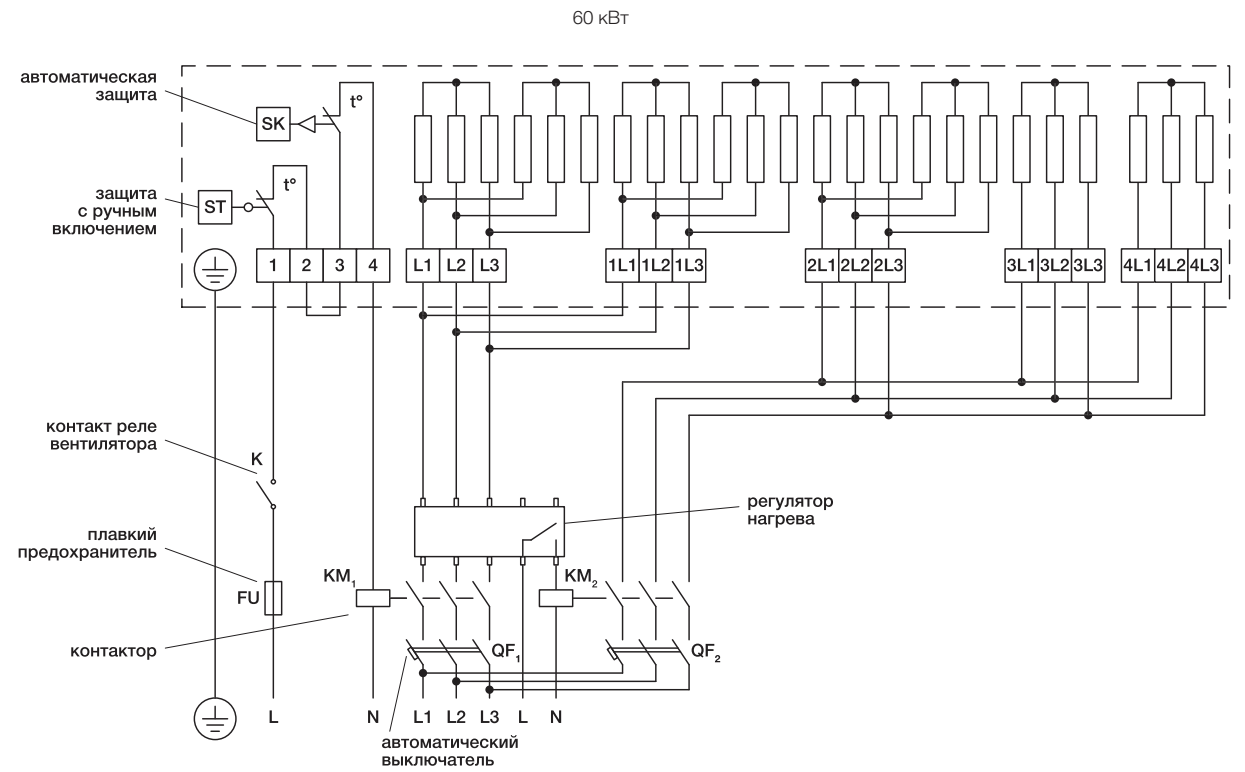 60 кВт
автоматическая
защита
SK
t°
защита
с ручным
включением
ST
t°
1 2 3 4 L1 L2 L3 1L1 1L2 1L3 2L1 2L2 2L3 3L1 3L2 3L3 4L1 4L2 4L3
контакт реле
вентилятора
K
регулятор
нагрева
плавкий
предохранитель
FU
KM1
KM2
контактор
QF1
QF2
L N L1 L2 L3 L N
автоматический
выключатель